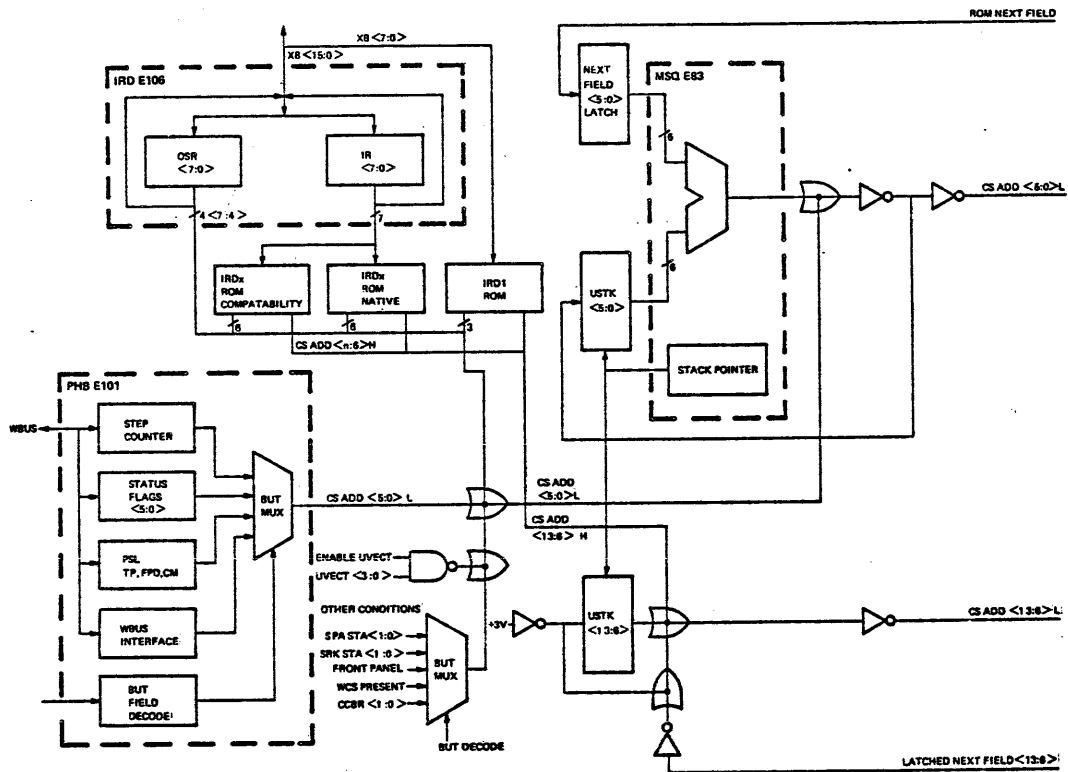 ROM NEXT FIELD
XB <7:0>
XB <15:0>
IRD E106
OSR
<7:0>
IR
<7:0>
4 <7:4>
7
IRDx
ROM
COMPATABILITY
IRDx
ROM
NATIVE
IRD1
ROM
6
6
3
CS ADD <n:6>H
NEXT
FIELD
<5:0>
LATCH
MSQ E83
6
6
USTK
<5:0>
STACK POINTER
CS ADD <5:0>L
PHB E101
WBUS
STEP
COUNTER
STATUS
FLAGS
<5:0>
PSL
TP, FPD, CM
WBUS
INTERFACE
BUT
FIELD
DECODE
BUT
MUX
CS ADD <5:0> L
CS ADD
<5:0>L
CS ADD
<13:6> H
ENABLE UVECT
UVECT <3:0>
OTHER CONDITIONS
SPA STA<1:0>
SRK STA <1:0>
FRONT PANEL
WCS PRESENT
CCBR <1:0>
BUT
MUX
BUT DECODE
+3V
USTK
<13:6>
CS ADD <13:6>L
LATCHED NEXT FIELD<13:6>